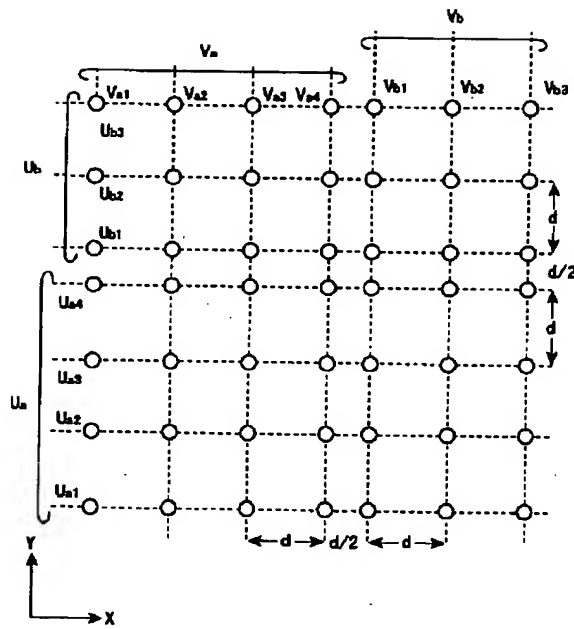 Va Vb
Va1 Va2 Va3 Va4 Vb1 Vb2 Vb3
Ub3
Ub
Ub2
d
Ub1
d/2
Ua4
d
Ua3
Ua
Ua2
Ua1
d d/2 d
Y
X